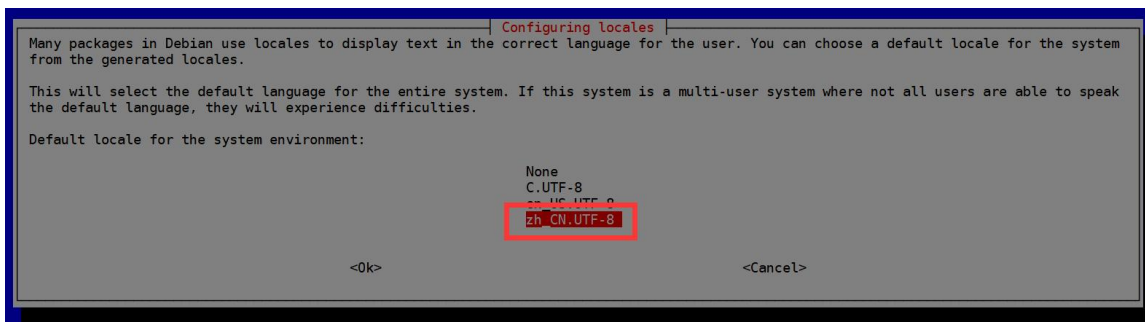 Configuring locales
Many packages in Debian use locales to display text in the correct language for the user. You can choose a default locale for the system
from the generated locales.
This will select the default language for the entire system. If this system is a multi-user system where not all users are able to speak
the default language, they will experience difficulties.
Default locale for the system environment:
None
C.UTF-8
en_US.UTF-8
zh_CN.UTF-8
<Ok> <Cancel>